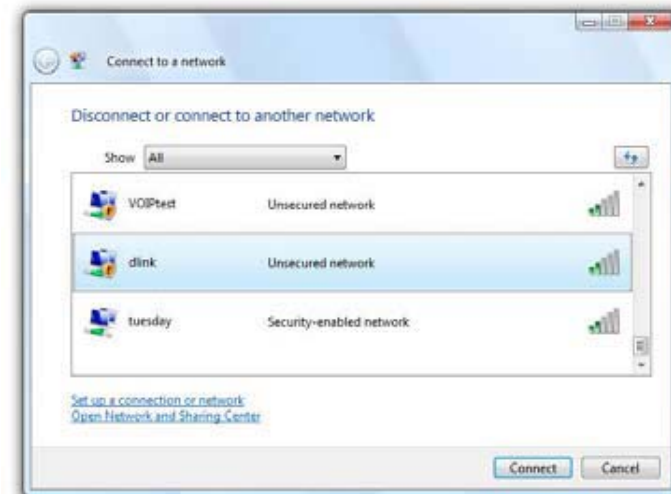 Connect to a network
Disconnect or connect to another network
Show All
VOIPtest Unsecured network
dlink Unsecured network
tuesday Security-enabled network
Set up a connection or network
Open Network and Sharing Center
Connect Cancel